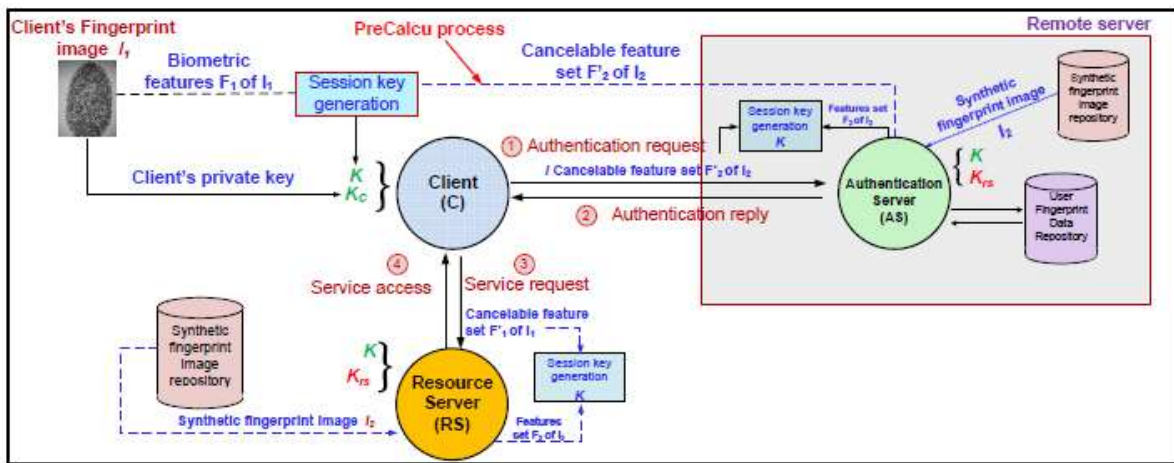 Client's Fingerprint
image I₁
PreCalcu process
Remote server
Biometric
features F₁ of I₁
Session key
generation
Cancelable feature
set F'₂ of I₂
Synthetic
fingerprint
Image
repository
Synthetic
fingerprint image
I₂
Session key
generation
K
Features set
F₂ of I₂
Client's private key
K
K_C
Client
(C)
1 Authentication request
/ Cancelable feature set F'₂ of I₂
2 Authentication reply
Authentication
Server
(AS)
K
K_rs
User
Fingerprint
Data
Repository
4
Service access
3
Service request
Cancelable feature
set F'₁ of I₁
Synthetic
fingerprint
image
repository
K
K_rs
Resource
Server
(RS)
Session key
generation
K
Synthetic fingerprint image I₂
Features
set F₂ of I₂